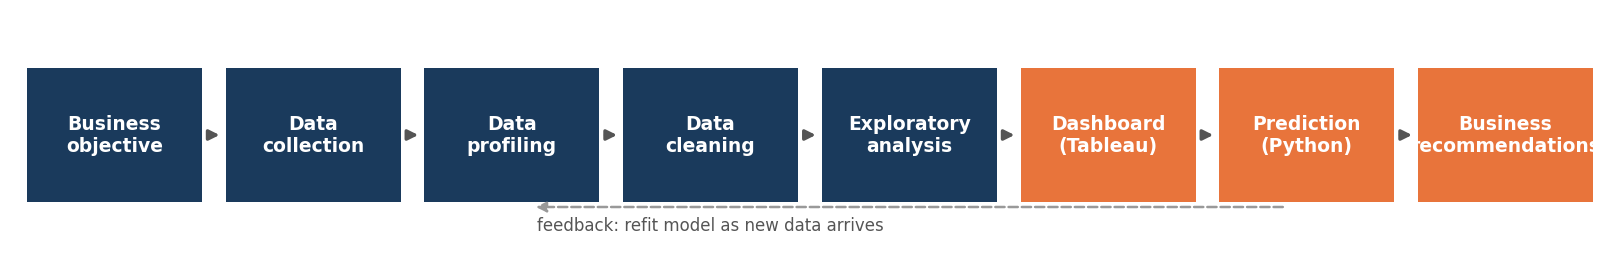 Business
objective
Data
collection
Data
profiling
Data
cleaning
Exploratory
analysis
Dashboard
(Tableau)
Prediction
(Python)
Business
recommendations
feedback: refit model as new data arrives